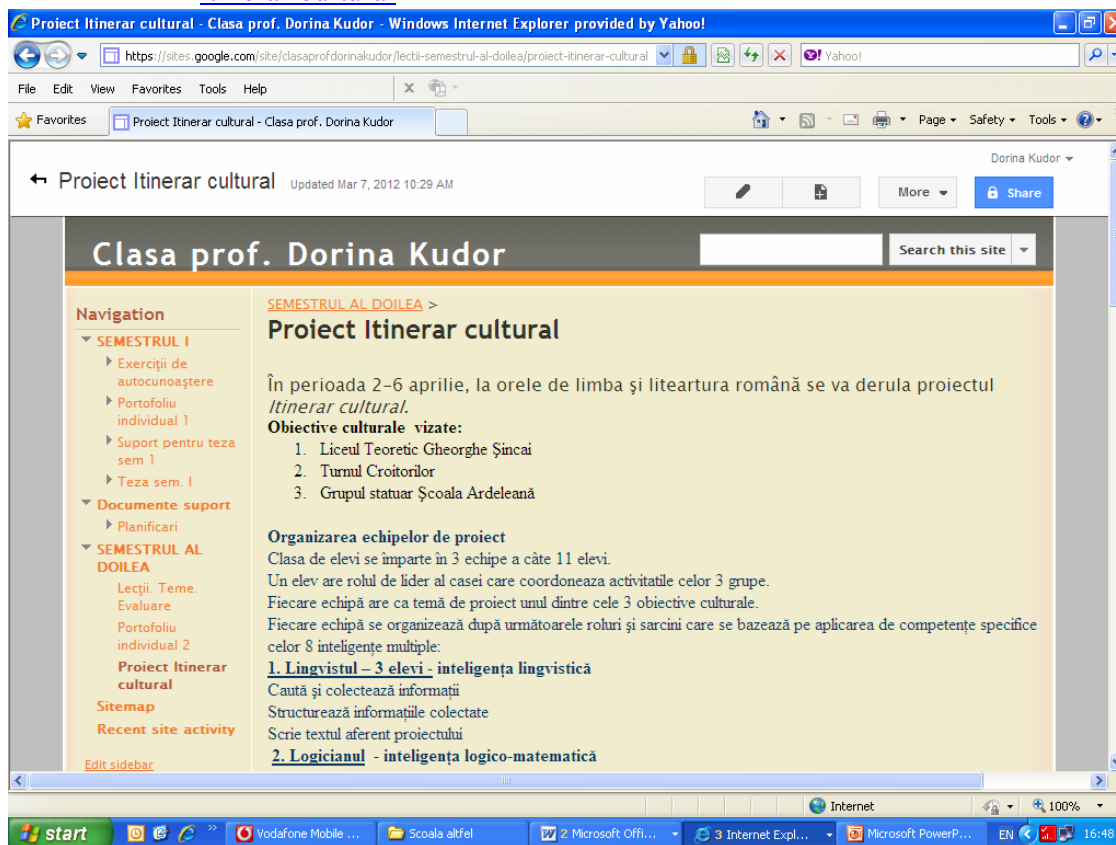 Proiect Itinerar cultural - Clasa prof. Dorina Kudor - Windows Internet Explorer provided by Yahoo!
https://sites.google.com/site/clasaprofdorinakudor/lectii-semestrul-al-doilea/proiect-itinerar-cultural
Yahoo!
File Edit View Favorites Tools Help
Favorites
Proiect Itinerar cultural - Clasa prof. Dorina Kudor
Page Safety Tools
Dorina Kudor
Proiect Itinerar cultural Updated Mar 7, 2012 10:29 AM
More Share
Clasa prof. Dorina Kudor
Search this site
Navigation
SEMESTRUL I
Exerciţii de
autocunoaştere
Portofoliu
individual 1
Suport pentru teza
sem 1
Teza sem. I
Documente suport
Planificari
SEMESTRUL AL
DOILEA
Lecţii. Teme.
Evaluare
Portofoliu
individual 2
Proiect Itinerar
cultural
Sitemap
Recent site activity
Edit sidebar
SEMESTRUL AL DOILEA >
Proiect Itinerar cultural
În perioada 2-6 aprilie, la orele de limba şi liteartura română se va derula proiectul
Itinerar cultural.
Obiective culturale vizate:
1. Liceul Teoretic Gheorghe Şincai
2. Turnul Croitorilor
3. Grupul statuar Şcoala Ardeleană
Organizarea echipelor de proiect
Clasa de elevi se împarte în 3 echipe a câte 11 elevi.
Un elev are rolul de lider al casei care coordoneaza activitatile celor 3 grupe.
Fiecare echipă are ca temă de proiect unul dintre cele 3 obiective culturale.
Fiecare echipă se organizează după următoarele roluri şi sarcini care se bazează pe aplicarea de competenţe specifice
celor 8 inteligenţe multiple:
1. Lingvistul – 3 elevi - inteligenţa lingvistică
Caută şi colectează informaţii
Structurează informaţiile colectate
Scrie textul aferent proiectului
2. Logicianul - inteligenţa logico-matematică
Internet
100%
start
Vodafone Mobile ...
Scoala altfel
2 Microsoft Offi...
3 Internet Expl...
Microsoft PowerP...
EN
16:48